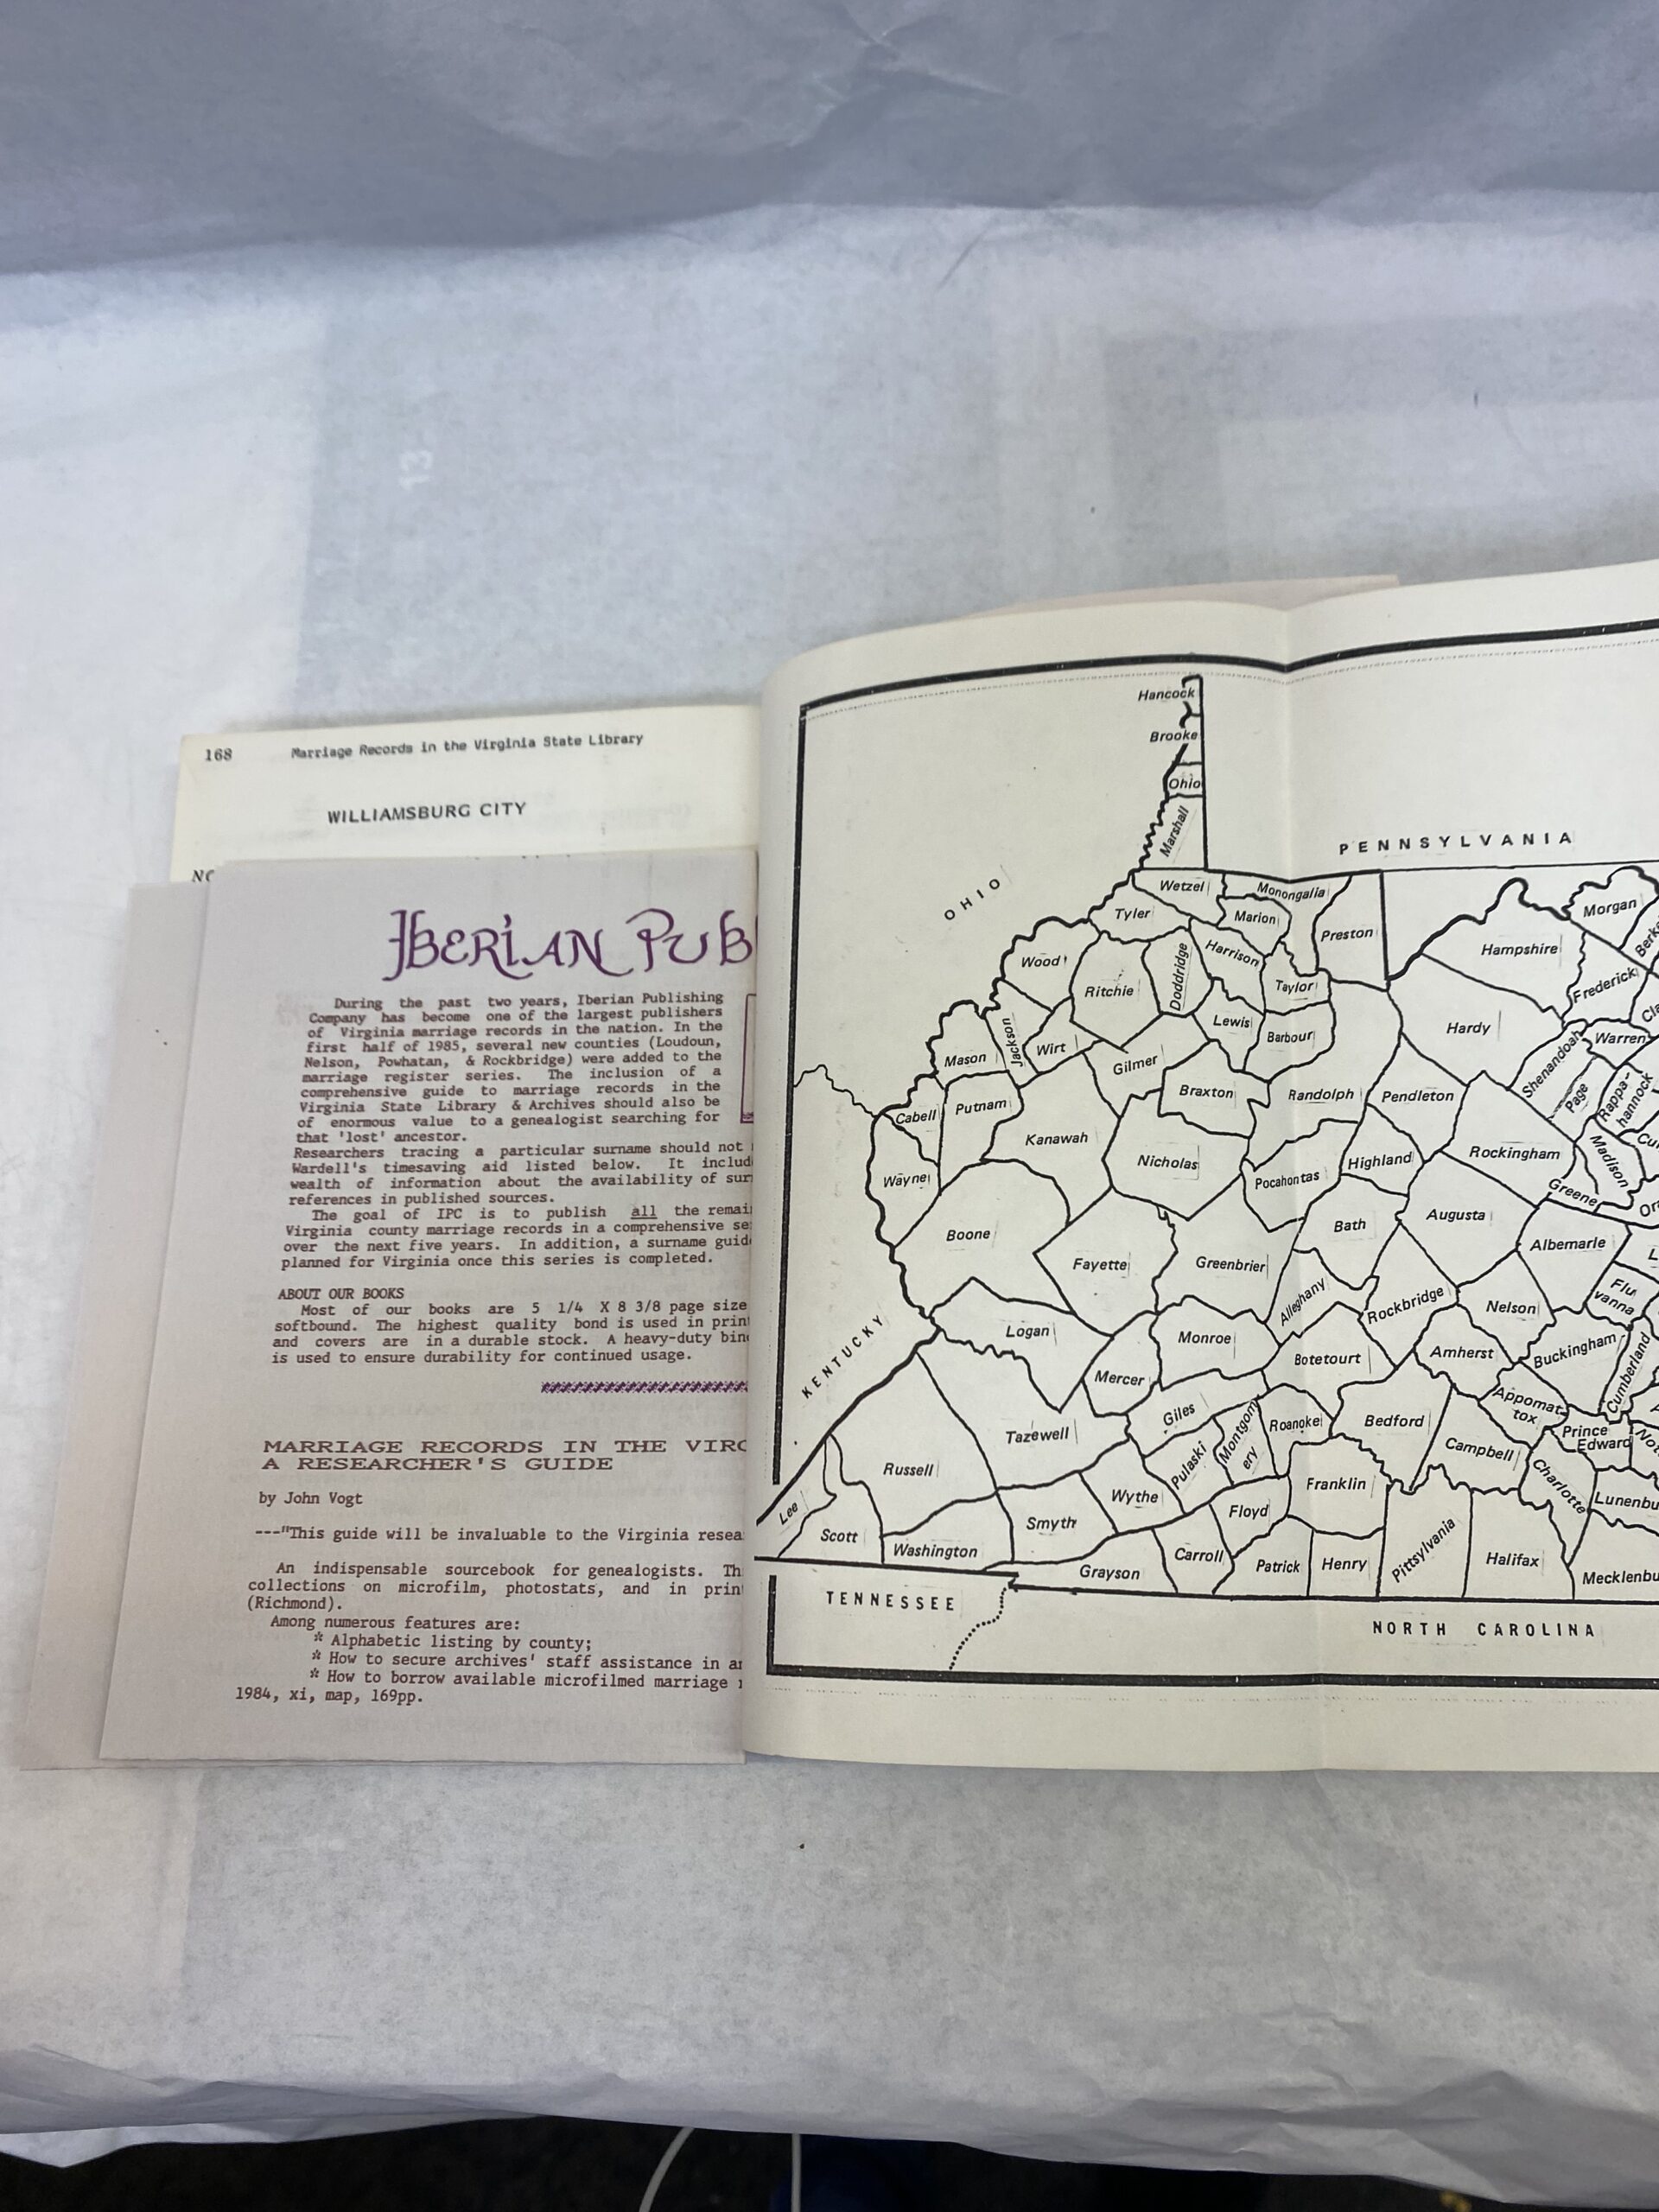 13
168 Marriage Records in the Virginia State Library
WILLIAMSBURG CITY
IBERIAN PUB
During the past two years, Iberian Publishing
Company has become one of the largest publishers
of Virginia marriage records in the nation. In the
first half of 1985, several new counties (Loudoun,
Nelson, Powhatan, & Rockbridge) were added to the
marriage register series. The inclusion of a
comprehensive guide to marriage records in the
Virginia State Library & Archives should also be
of enormous value to a genealogist searching for
that 'lost' ancestor.
Researchers tracing a particular surname should not
Wardell's timesaving aid listed below. It includ
wealth of information about the availability of sur
references in published sources.
The goal of IPC is to publish all the remai
Virginia county marriage records in a comprehensive se
over the next five years. In addition, a surname guid
planned for Virginia once this series is completed.
ABOUT OUR BOOKS
Most of our books are 5 1/4 X 8 3/8 page size
softbound. The highest quality bond is used in prin
and covers are in a durable stock. A heavy-duty bin
is used to ensure durability for continued usage.
MARRIAGE RECORDS IN THE VIRG
A RESEARCHER'S GUIDE
by John Vogt
---"This guide will be invaluable to the Virginia resea
An indispensable sourcebook for genealogists. Th
collections on microfilm, photostats, and in prin
(Richmond).
Among numerous features are:
* Alphabetic listing by county;
* How to secure archives' staff assistance in
* How to borrow available microfilmed marriage
1984, xi, map, 169pp.
Hancock
Brooke
Ohio
Marshall
PENNSYLVANIA
OHIO
Wetzel
Monongalia
Tyler
Marion
Preston
Hampshire
Morgan
Berke
Wood
Ritchie
Doddridge
Harrison
Taylor
Frederick
Cla
Mason
Jackson
Wirt
Gilmer
Lewis
Barbour
Hardy
Shenandoah
Warren
Page
Rappa-
hannock
Cabell
Putnam
Kanawah
Braxton
Randolph
Pendleton
Rockingham
Madison
Cu
Wayne
Nicholas
Pocahontas
Highland
Greene
Or
Boone
Fayette
Greenbrier
Bath
Augusta
Albemarle
L
Flu
vanna
KENTUCKY
Logan
Mercer
Monroe
Alleghany
Rockbridge
Nelson
Botetourt
Amherst
Buckingham
Cumberland
Tazewell
Giles
Pulaski
Montgom
ery
Roanoke
Bedford
Appomat-
tox
Campbell
Prince
Edward
Not
Charlotte
Lunenbu
Russell
Lee
Scott
Washington
Smyth
Wythe
Floyd
Franklin
Grayson
Carroll
Patrick
Henry
Pittsylvania
Halifax
Mecklenbu
TENNESSEE
NORTH CAROLINA